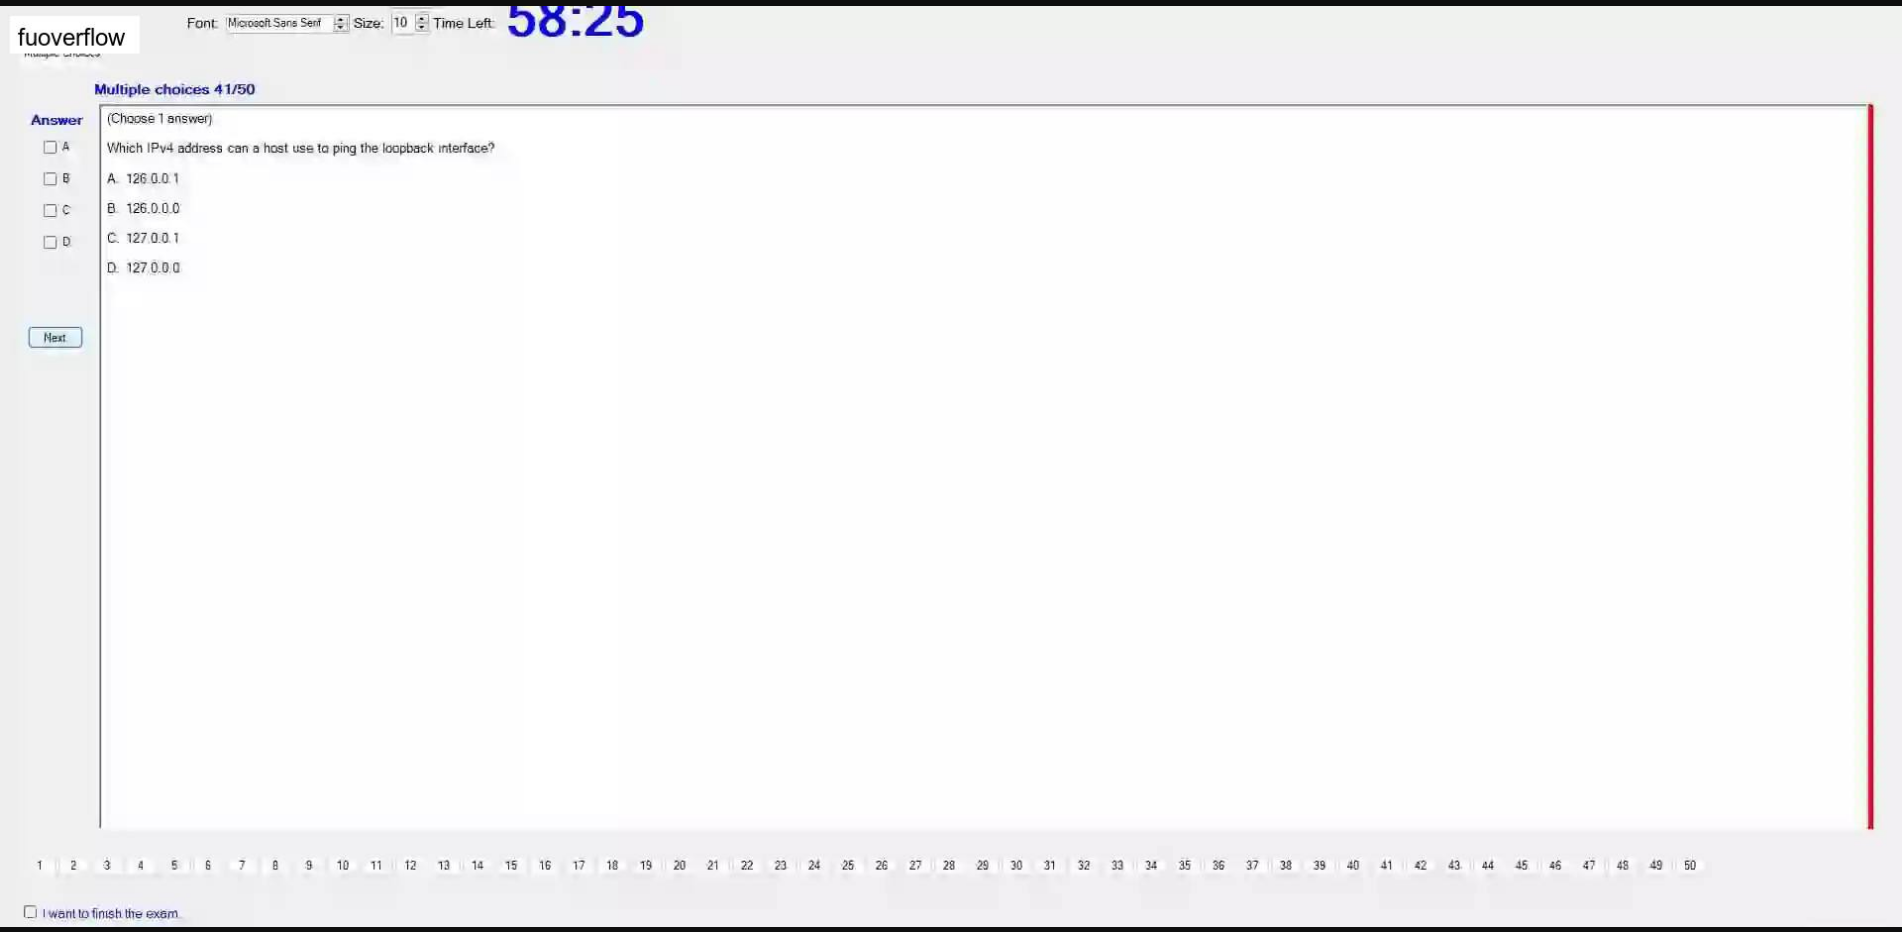 fuoverflow
Font: Microsoft Sans Serif Size: 10 Time Left: 58:25
Multiple choices
Multiple choices 41/50
Answer
(Choose 1 answer)
A
Which IPv4 address can a host use to ping the loopback interface?
B
A. 126.0.0.1
C
B. 126.0.0.0
D
C. 127.0.0.1
D. 127.0.0.0
Next
1 2 3 4 5 6 7 8 9 10 11 12 13 14 15 16 17 18 19 20 21 22 23 24 25 26 27 28 29 30 31 32 33 34 35 36 37 38 39 40 41 42 43 44 45 46 47 48 49 50
I want to finish the exam.